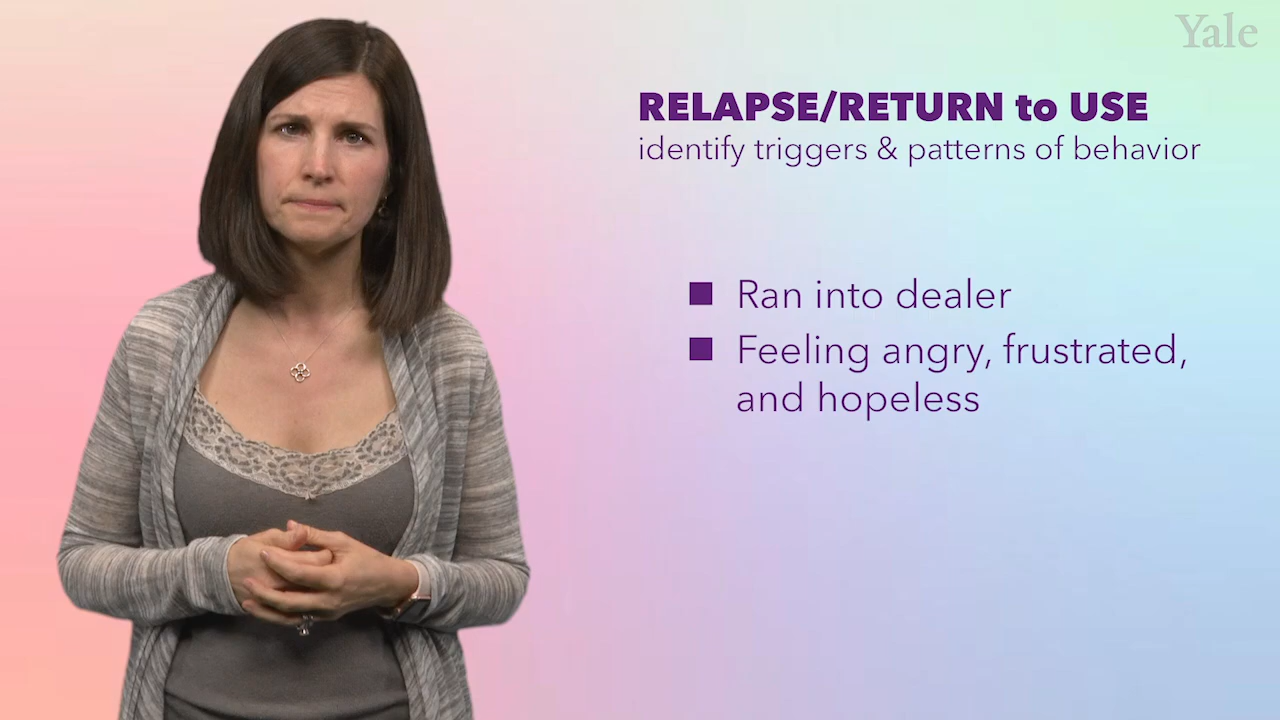 Yale
RELAPSE/RETURN to USE
identify triggers & patterns of behavior
■ Ran into dealer
■ Feeling angry, frustrated,
and hopeless